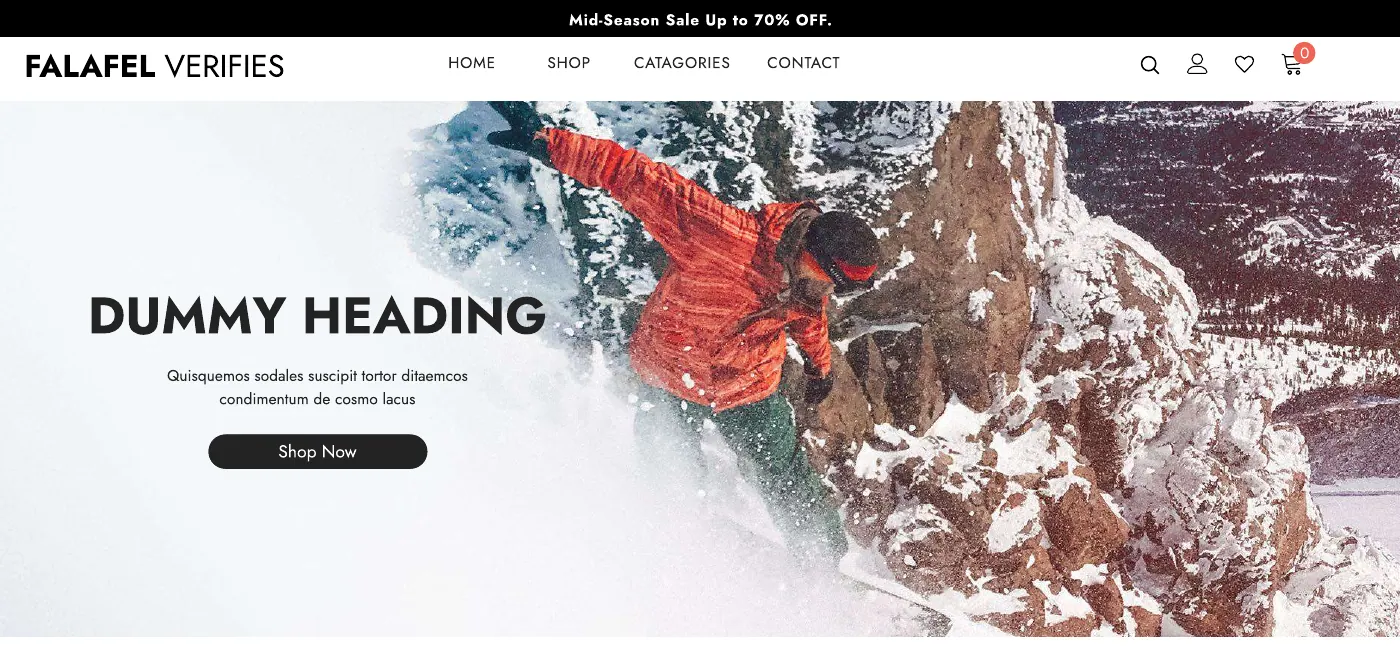 Mid-Season Sale Up to 70% OFF.
FALAFEL VERIFIES
HOME SHOP CATAGORIES CONTACT
0
DUMMY HEADING
Quisquemos sodales suscipit tortor ditaemcos
condimentum de cosmo lacus
Shop Now